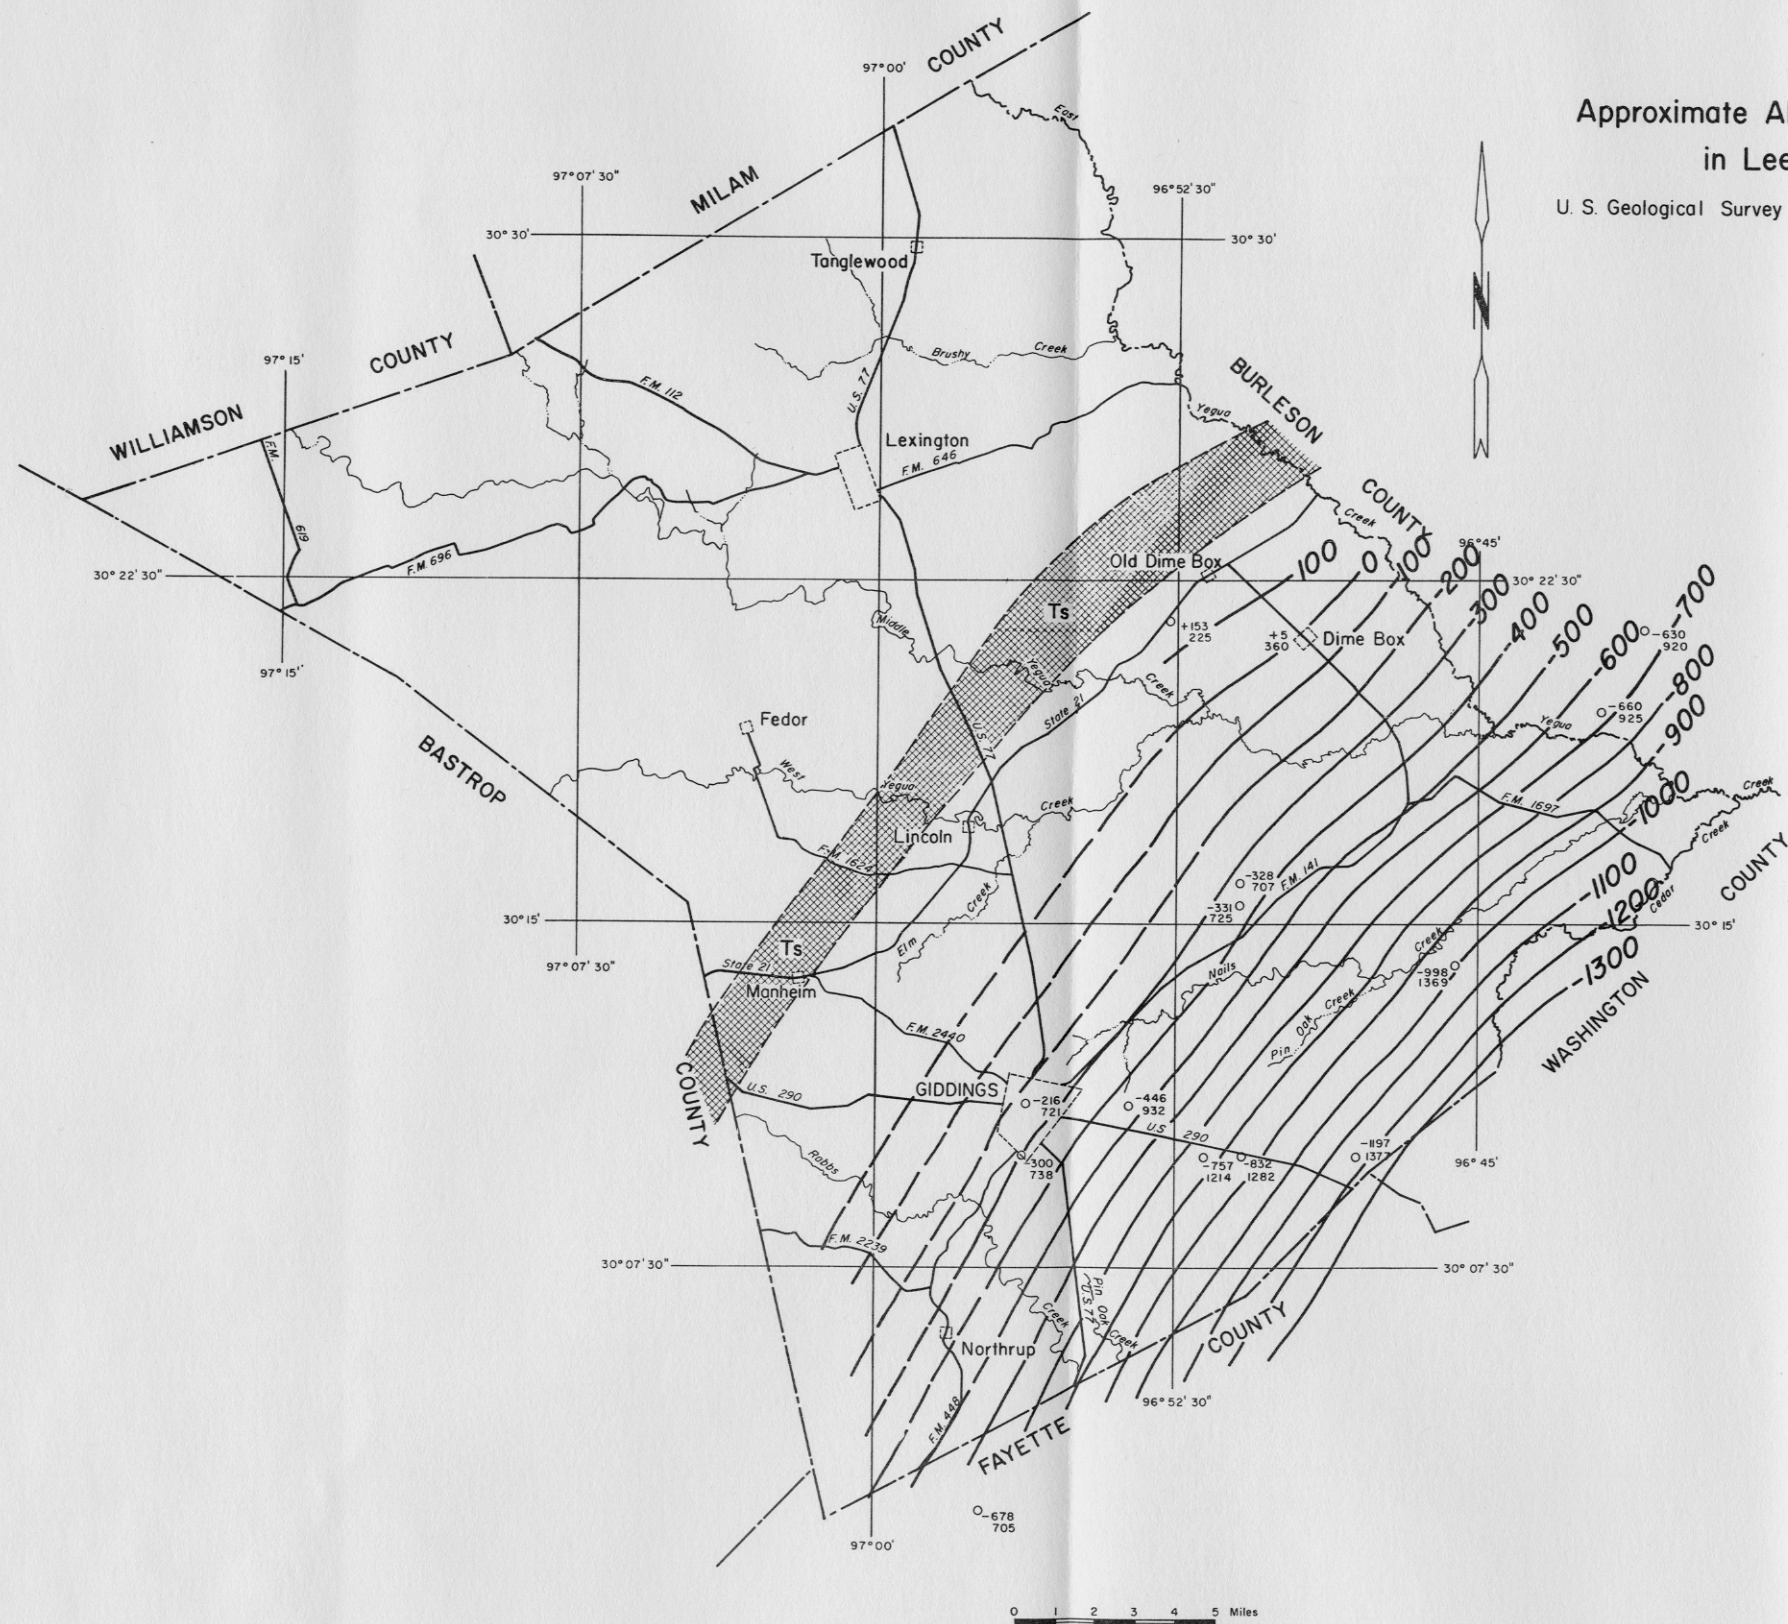 COUNTY
97°00'
Approximate Al
in Lee
U. S. Geological Survey
East
97°07'30"
MILAM
96°52'30"
30°30'
30°30'
Tanglewood
COUNTY
97°15'
Brushy
Creek
BURLESON
F.M. 112
U.S. 77
WILLIAMSON
Yegua
Lexington
F.M. 646
F.M.
619
COUNTY
Creek
96°45'
30°22'30"
F.M. 696
Old Dime Box
100
0
-100
-200
30°22'30"
-300
-400
-500
-600
-700
Ts
Middle
+153
225
+5
360
Dime Box
-630
920
97°15'
Yegua
Creek
State 21
-800
-660
925
Fedor
U.S. 77
Yegua
-900
BASTROP
West
Yegua
Creek
Creek
-1000
F.M. 1697
Lincoln
Creek
F.M. 1624
-328
707
F.M. 141
-1100
COUNTY
Creek
-331
725
-1200
Cedar
30°15'
30°15'
Ts
Elm
Creek
-1300
97°07'30"
State 21
Nails
-998
1369
Manheim
Pin Oak Creek
WASHINGTON
F.M. 2440
COUNTY
U.S. 290
GIDDINGS
-216
721
-446
932
U.S. 290
Rabbs
-300
738
-757
1214
-832
1282
-1197
1377
96°45'
F.M. 2239
30°07'30"
30°07'30"
Pin Oak
U.S. 77
Creek
Creek
COUNTY
Northrup
96°52'30"
F.M. 448
FAYETTE
-678
705
97°00'
0 1 2 3 4 5 Miles